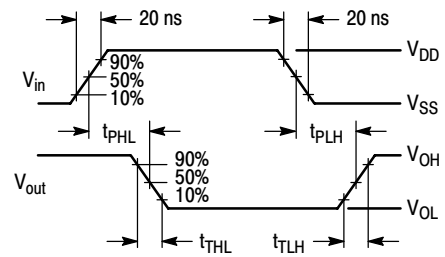 20 ns
20 ns
V_in
90%
50%
10%
V_DD
V_SS
t_PHL
t_PLH
V_out
90%
50%
10%
V_OH
V_OL
t_THL
t_TLH